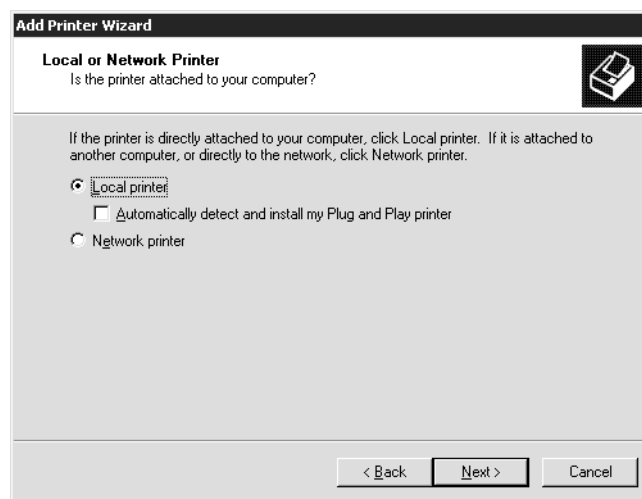 Add Printer Wizard
Local or Network Printer
Is the printer attached to your computer?
If the printer is directly attached to your computer, click Local printer. If it is attached to
another computer, or directly to the network, click Network printer.
Local printer
Automatically detect and install my Plug and Play printer
Network printer
< Back
Next >
Cancel